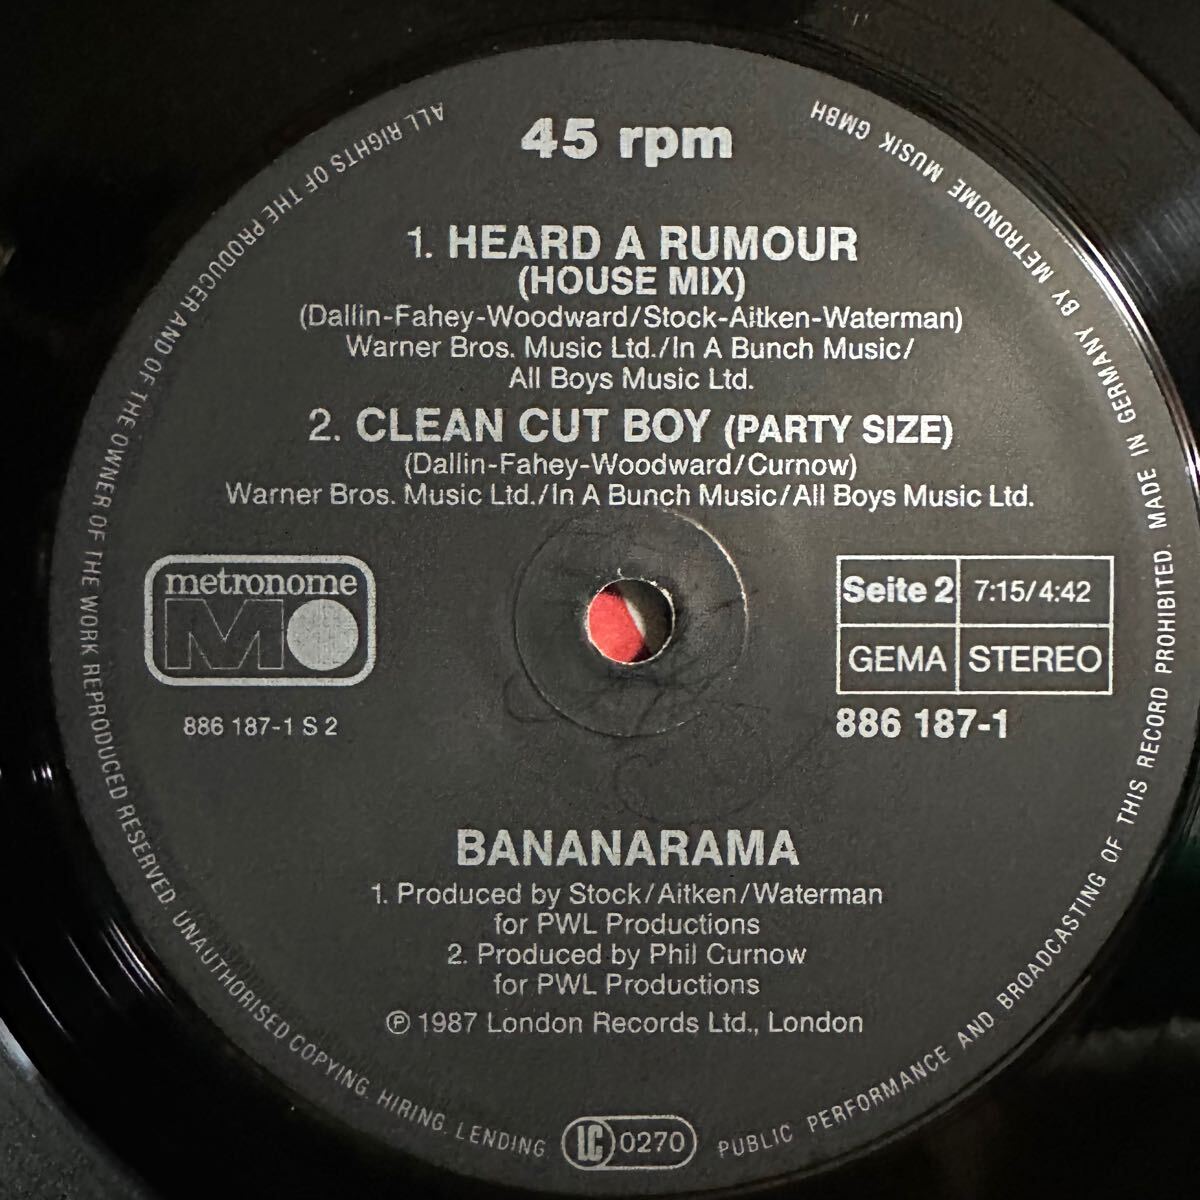 45 rpm
1. HEARD A RUMOUR
(HOUSE MIX)
(Dallin-Fahey-Woodward/Stock-Aitken-Waterman)
Warner Bros. Music Ltd./In A Bunch Music/
All Boys Music Ltd.
2. CLEAN CUT BOY (PARTY SIZE)
(Dallin-Fahey-Woodward/Curnow)
Warner Bros. Music Ltd./In A Bunch Music/All Boys Music Ltd.
metronome
M
886 187-1 S 2
Seite 2 7:15/4:42
GEMA STEREO
886 187-1
BANANARAMA
1. Produced by Stock/Aitken/Waterman
for PWL Productions
2. Produced by Phil Curnow
for PWL Productions
℗ 1987 London Records Ltd., London
LC 0270
ALL RIGHTS OF THE PRODUCER AND OF THE OWNER OF THE WORK REPRODUCED RESERVED. UNAUTHORISED COPYING, HIRING, LENDING PUBLIC PERFORMANCE AND BROADCASTING OF THIS RECORD PROHIBITED. MADE IN GERMANY BY METRONOME MUSIK GMBH